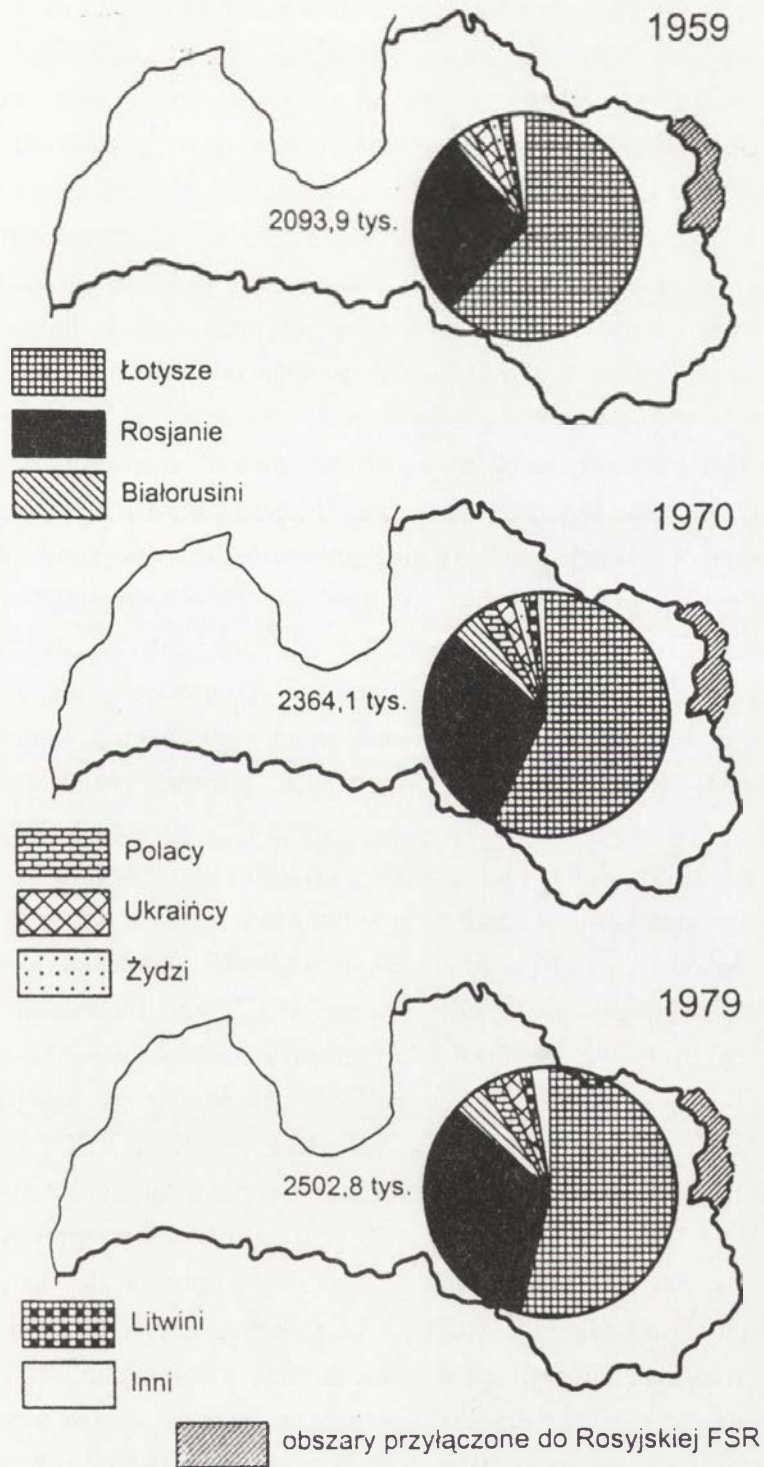 1959
2093,9 tys.
Łotysze
Rosjanie
Białorusini
1970
2364,1 tys.
Polacy
Ukraińcy
Żydzi
1979
2502,8 tys.
Litwini
Inni
obszary przyłączone do Rosyjskiej FSR